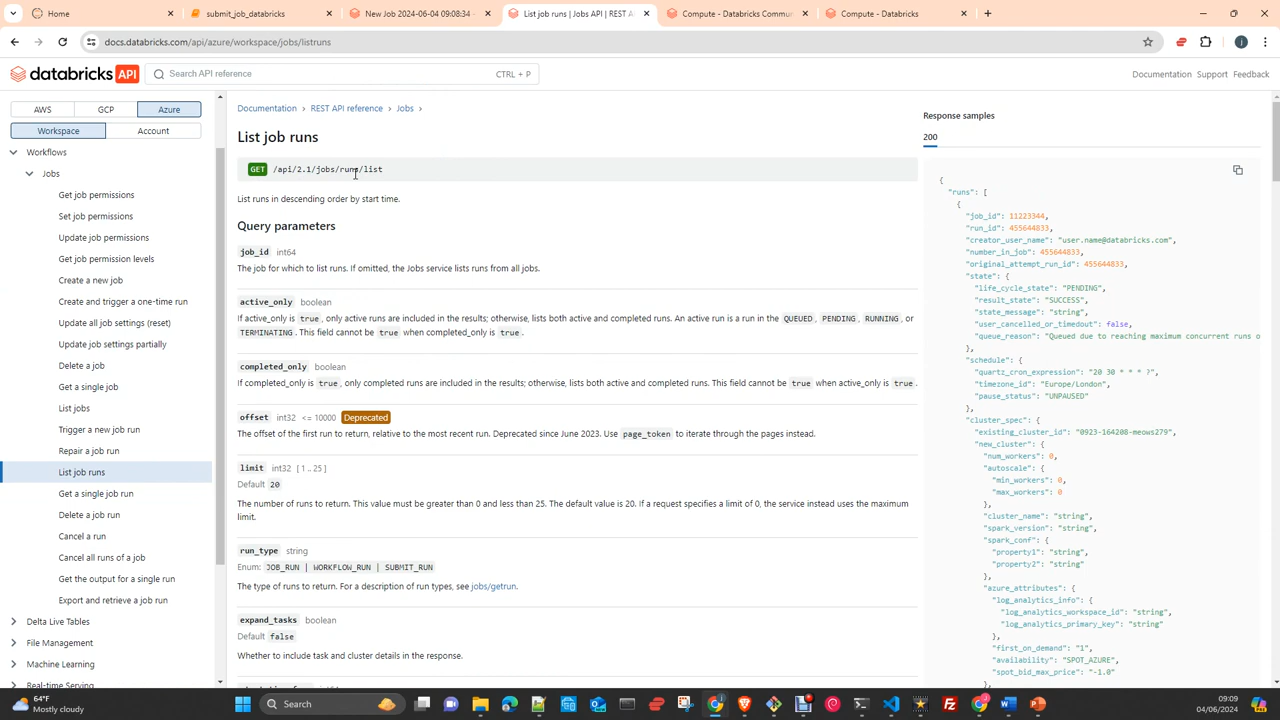 Home
submit_job_databricks
New Job 2024-06-04 09:08:34 -
List job runs | Jobs API | REST A
Compute - Databricks Commun
Compute - Databricks
docs.databricks.com/api/azure/workspace/jobs/listruns
databricks API
Search API reference
CTRL + P
Documentation
Support
Feedback
AWS
GCP
Azure
Workspace
Account
Workflows
Jobs
Get job permissions
Set job permissions
Update job permissions
Get job permission levels
Create a new job
Create and trigger a one-time run
Update all job settings (reset)
Update job settings partially
Delete a job
Get a single job
List jobs
Trigger a new job run
Repair a job run
List job runs
Get a single job run
Delete a job run
Cancel a run
Cancel all runs of a job
Get the output for a single run
Export and retrieve a job run
Delta Live Tables
File Management
Machine Learning
Real-time Serving
Documentation > REST API reference > Jobs >
List job runs
GET /api/2.1/jobs/runs/list
List runs in descending order by start time.
Query parameters
job_id int64
The job for which to list runs. If omitted, the Jobs service lists runs from all jobs.
active_only boolean
If active_only is true, only active runs are included in the results; otherwise, lists both active and completed runs. An active run is a run in the QUEUED, PENDING, RUNNING, or
TERMINATING. This field cannot be true when completed_only is true.
completed_only boolean
If completed_only is true, only completed runs are included in the results; otherwise, lists both active and completed runs. This field cannot be true when active_only is true.
offset int32 <= 10000 Deprecated
The offset of the first run to return, relative to the most recent run. Deprecated since June 2023. Use page_token to iterate through the pages instead.
limit int32 [ 1 .. 25 ]
Default 20
The number of runs to return. This value must be greater than 0 and less than 25. The default value is 20. If a request specifies a limit of 0, the service instead uses the maximum
limit.
run_type string
Enum: JOB_RUN | WORKFLOW_RUN | SUBMIT_RUN
The type of runs to return. For a description of run types, see jobs/getrun.
expand_tasks boolean
Default false
Whether to include task and cluster details in the response.
Response samples
200
{
"runs": [
{
"job_id": 11223344,
"run_id": 455644833,
"creator_user_name": "user.name@databricks.com",
"number_in_job": 455644833,
"original_attempt_run_id": 455644833,
"state": {
"life_cycle_state": "PENDING",
"result_state": "SUCCESS",
"state_message": "string",
"user_cancelled_or_timeout": false,
"queue_reason": "Queued due to reaching maximum concurrent runs o
},
"schedule": {
"quartz_cron_expression": "20 30 * * * ?",
"timezone_id": "Europe/London",
"pause_status": "UNPAUSED"
},
"cluster_spec": {
"existing_cluster_id": "0923-164208-meows279",
"new_cluster": {
"num_workers": 0,
"autoscale": {
"min_workers": 0,
"max_workers": 0
},
"cluster_name": "string",
"spark_version": "string",
"spark_conf": {
"property1": "string",
"property2": "string"
},
"azure_attributes": {
"log_analytics_info": {
"log_analytics_workspace_id": "string",
"log_analytics_primary_key": "string"
},
"first_on_demand": "1",
"availability": "SPOT_AZURE",
"spot_bid_max_price": "-1.0"
},
64°F
Mostly cloudy
Search
09:09
04/06/2024